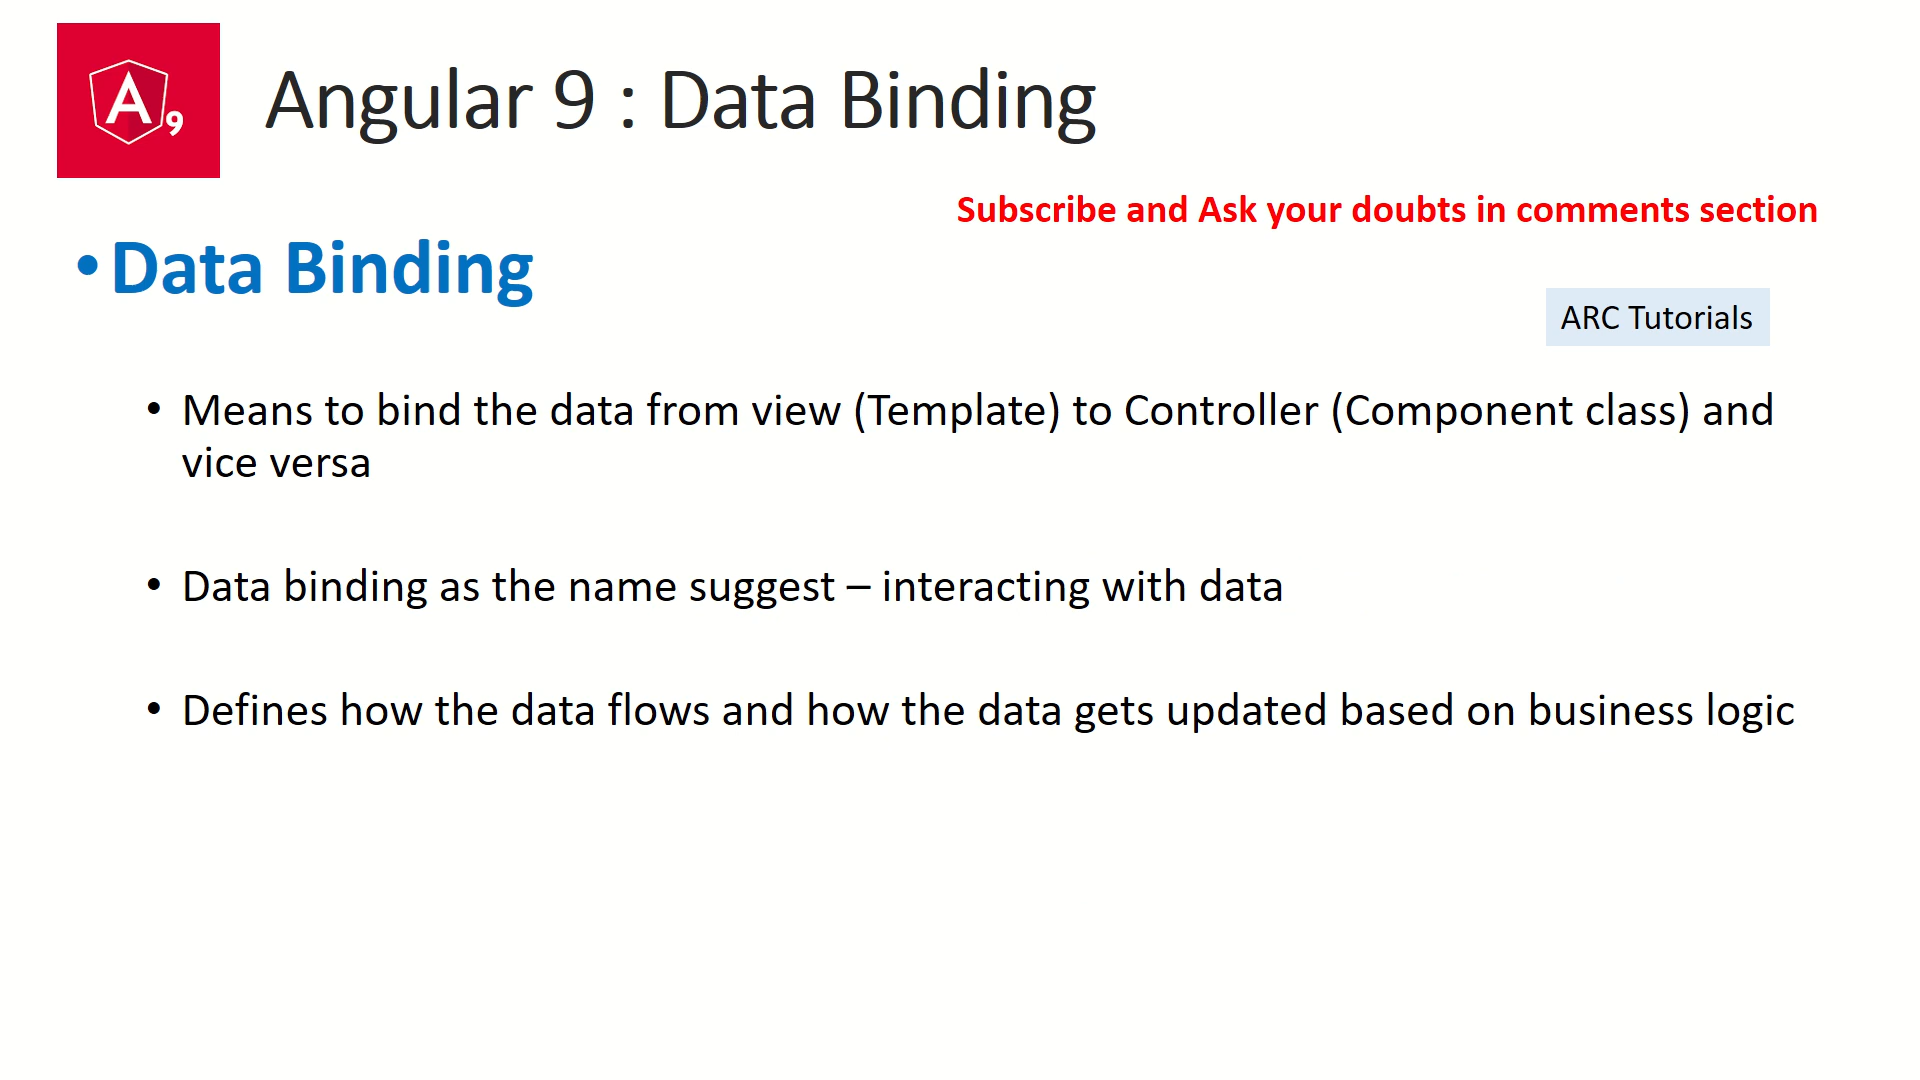 A9
Angular 9 : Data Binding
Subscribe and Ask your doubts in comments section
• Data Binding
ARC Tutorials
• Means to bind the data from view (Template) to Controller (Component class) and
vice versa
• Data binding as the name suggest – interacting with data
• Defines how the data flows and how the data gets updated based on business logic